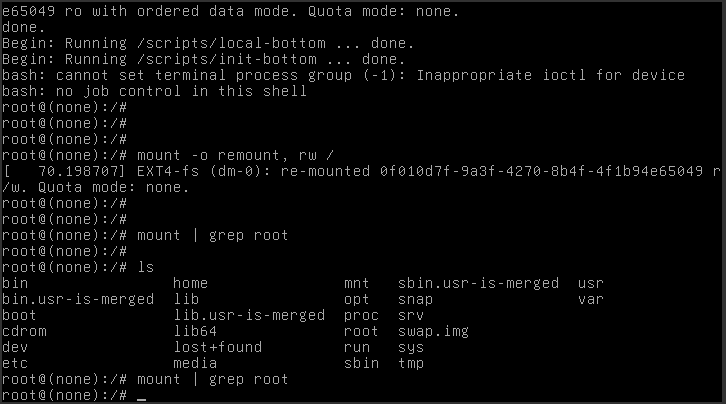 e65049 ro with ordered data mode. Quota mode: none.
done.
Begin: Running /scripts/local-bottom ... done.
Begin: Running /scripts/init-bottom ... done.
bash: cannot set terminal process group (-1): Inappropriate ioctl for device
bash: no job control in this shell
root@(none):/#
root@(none):/#
root@(none):/#
root@(none):/# mount -o remount, rw /
[   70.198707] EXT4-fs (dm-0): re-mounted 0f010d7f-9a3f-4270-8b4f-4f1b94e65049 r
/w. Quota mode: none.
root@(none):/#
root@(none):/#
root@(none):/# mount | grep root
root@(none):/#
root@(none):/# ls
bin                home               mnt   sbin.usr-is-merged  usr
bin.usr-is-merged  lib                opt   snap                var
boot               lib.usr-is-merged  proc  srv
cdrom              lib64              root  swap.img
dev                lost+found         run   sys
etc                media              sbin  tmp
root@(none):/# mount | grep root
root@(none):/# _